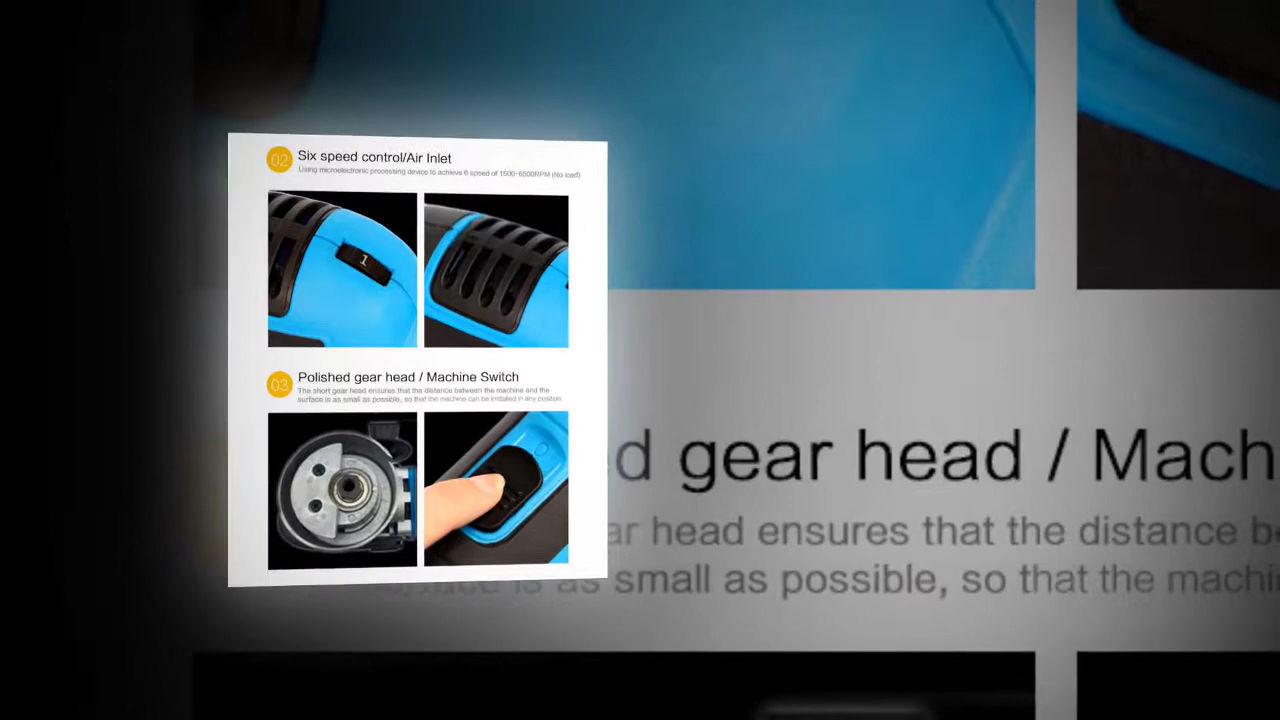 02
Six speed control/Air Inlet
Using microelectronic processing device to achieve 6 speed of 1500-6500RPM (No-load)
1
03
Polished gear head / Machine Switch
The short gear head ensures that the distance between the machine and the
surface is as small as possible, so that the machine can be installed in any position
d gear head / Mach
ar head ensures that the distance b
is as small as possible, so that the machi